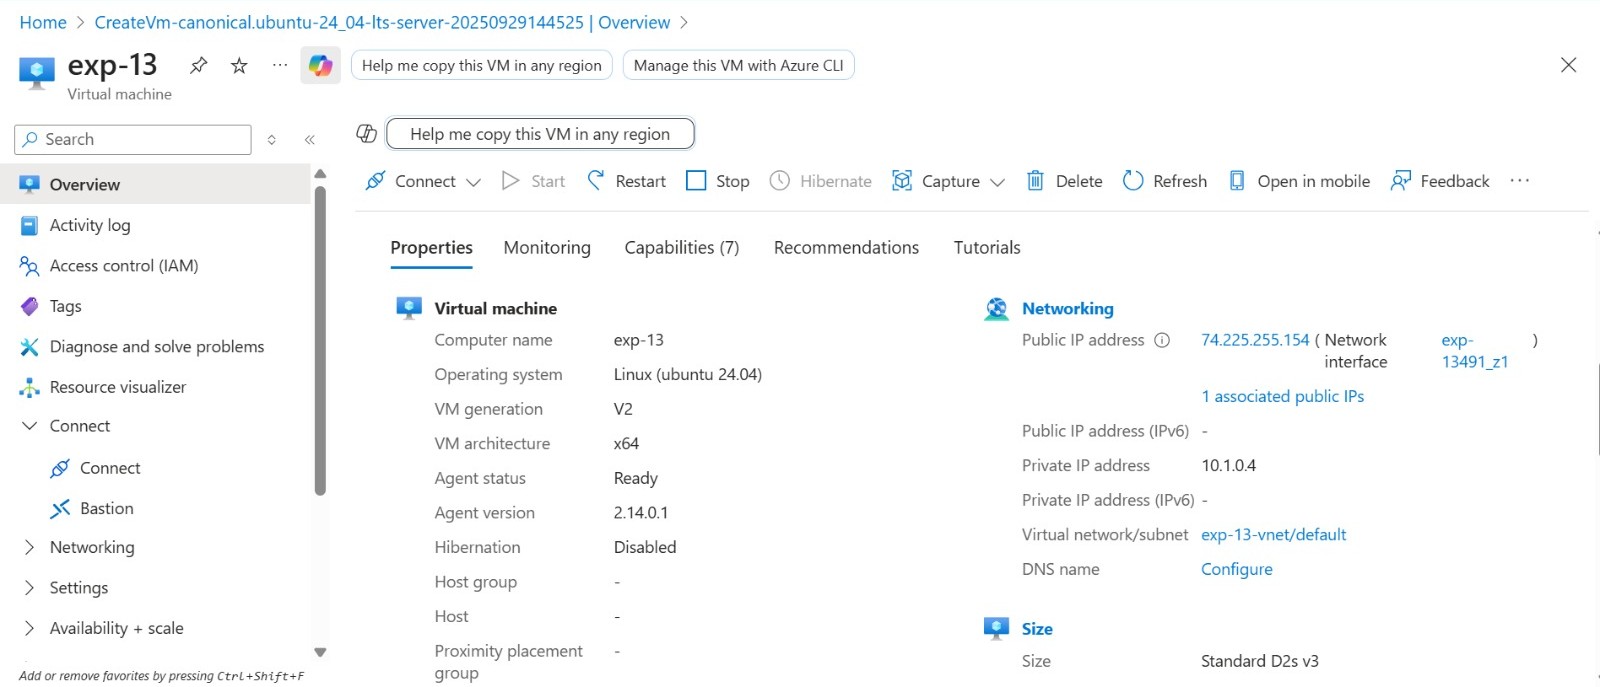 Home > CreateVm-canonical.ubuntu-24_04-lts-server-20250929144525 | Overview >
exp-13
Virtual machine
Help me copy this VM in any region
Manage this VM with Azure CLI
Search
Help me copy this VM in any region
Connect
Start
Restart
Stop
Hibernate
Capture
Delete
Refresh
Open in mobile
Feedback
Overview
Activity log
Access control (IAM)
Tags
Diagnose and solve problems
Resource visualizer
Connect
Connect
Bastion
Networking
Settings
Availability + scale
Add or remove favorites by pressing Ctrl+Shift+F
Properties
Monitoring
Capabilities (7)
Recommendations
Tutorials
Virtual machine
Computer name exp-13
Operating system Linux (ubuntu 24.04)
VM generation V2
VM architecture x64
Agent status Ready
Agent version 2.14.0.1
Hibernation Disabled
Host group -
Host -
Proximity placement -
group
Networking
Public IP address 74.225.255.154 ( Network exp- )
interface 13491_z1
1 associated public IPs
Public IP address (IPv6) -
Private IP address 10.1.0.4
Private IP address (IPv6) -
Virtual network/subnet exp-13-vnet/default
DNS name Configure
Size
Size Standard D2s v3